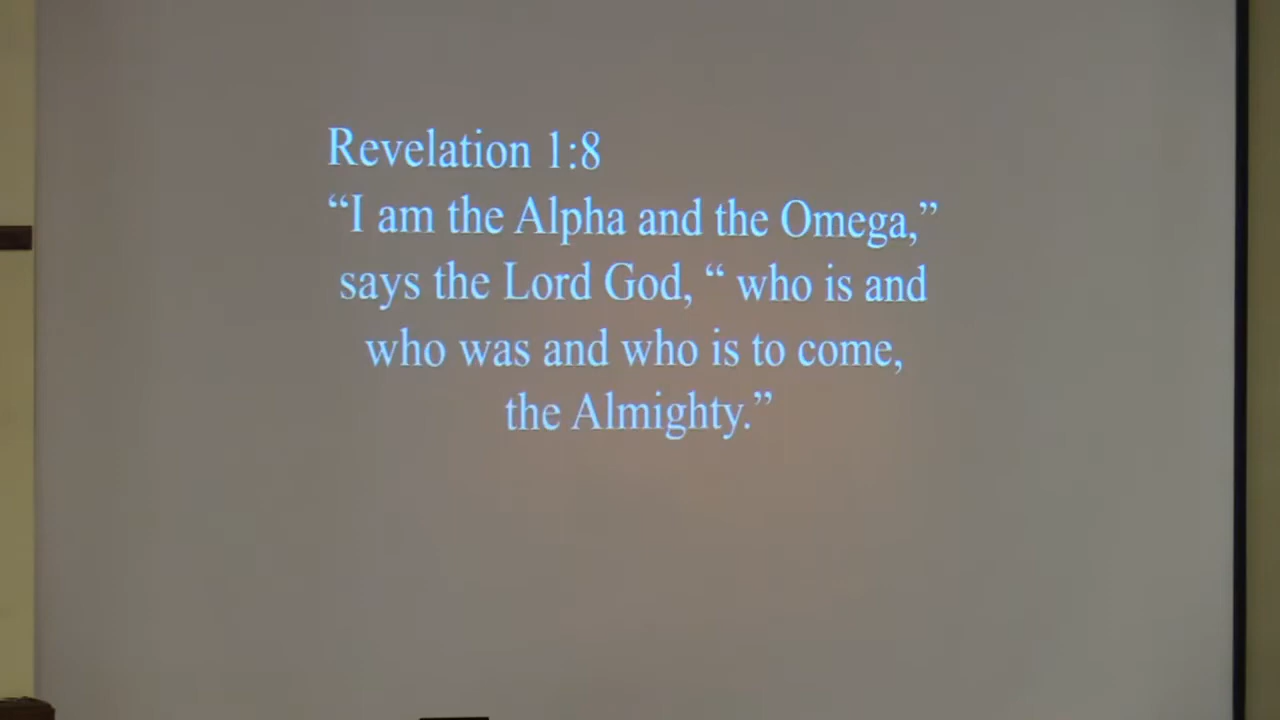 Revelation 1:8
“I am the Alpha and the Omega,”
says the Lord God, “ who is and
who was and who is to come,
the Almighty.”